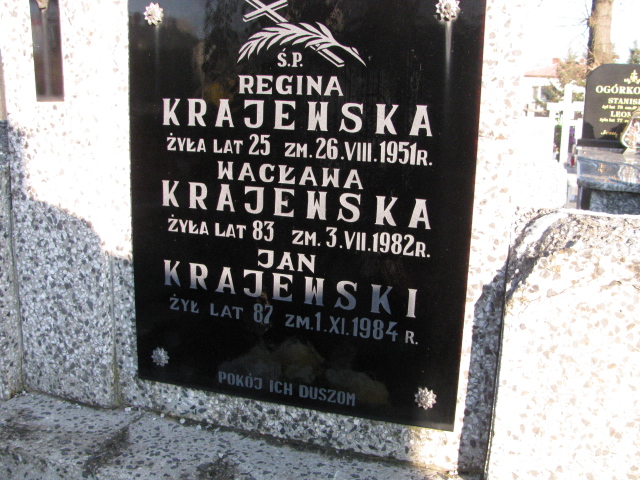 Ś.P.
REGINA
KRAJEWSKA
ŻYŁA LAT 25 ZM. 26.VIII.1951R.
WACŁAWA
KRAJEWSKA
ŻYŁA LAT 83 ZM. 3.VII.1982R.
JAN
KRAJEWSKI
ŻYŁ LAT 82 ZM. 1.XI.1984 R.
POKÓJ ICH DUSZOM